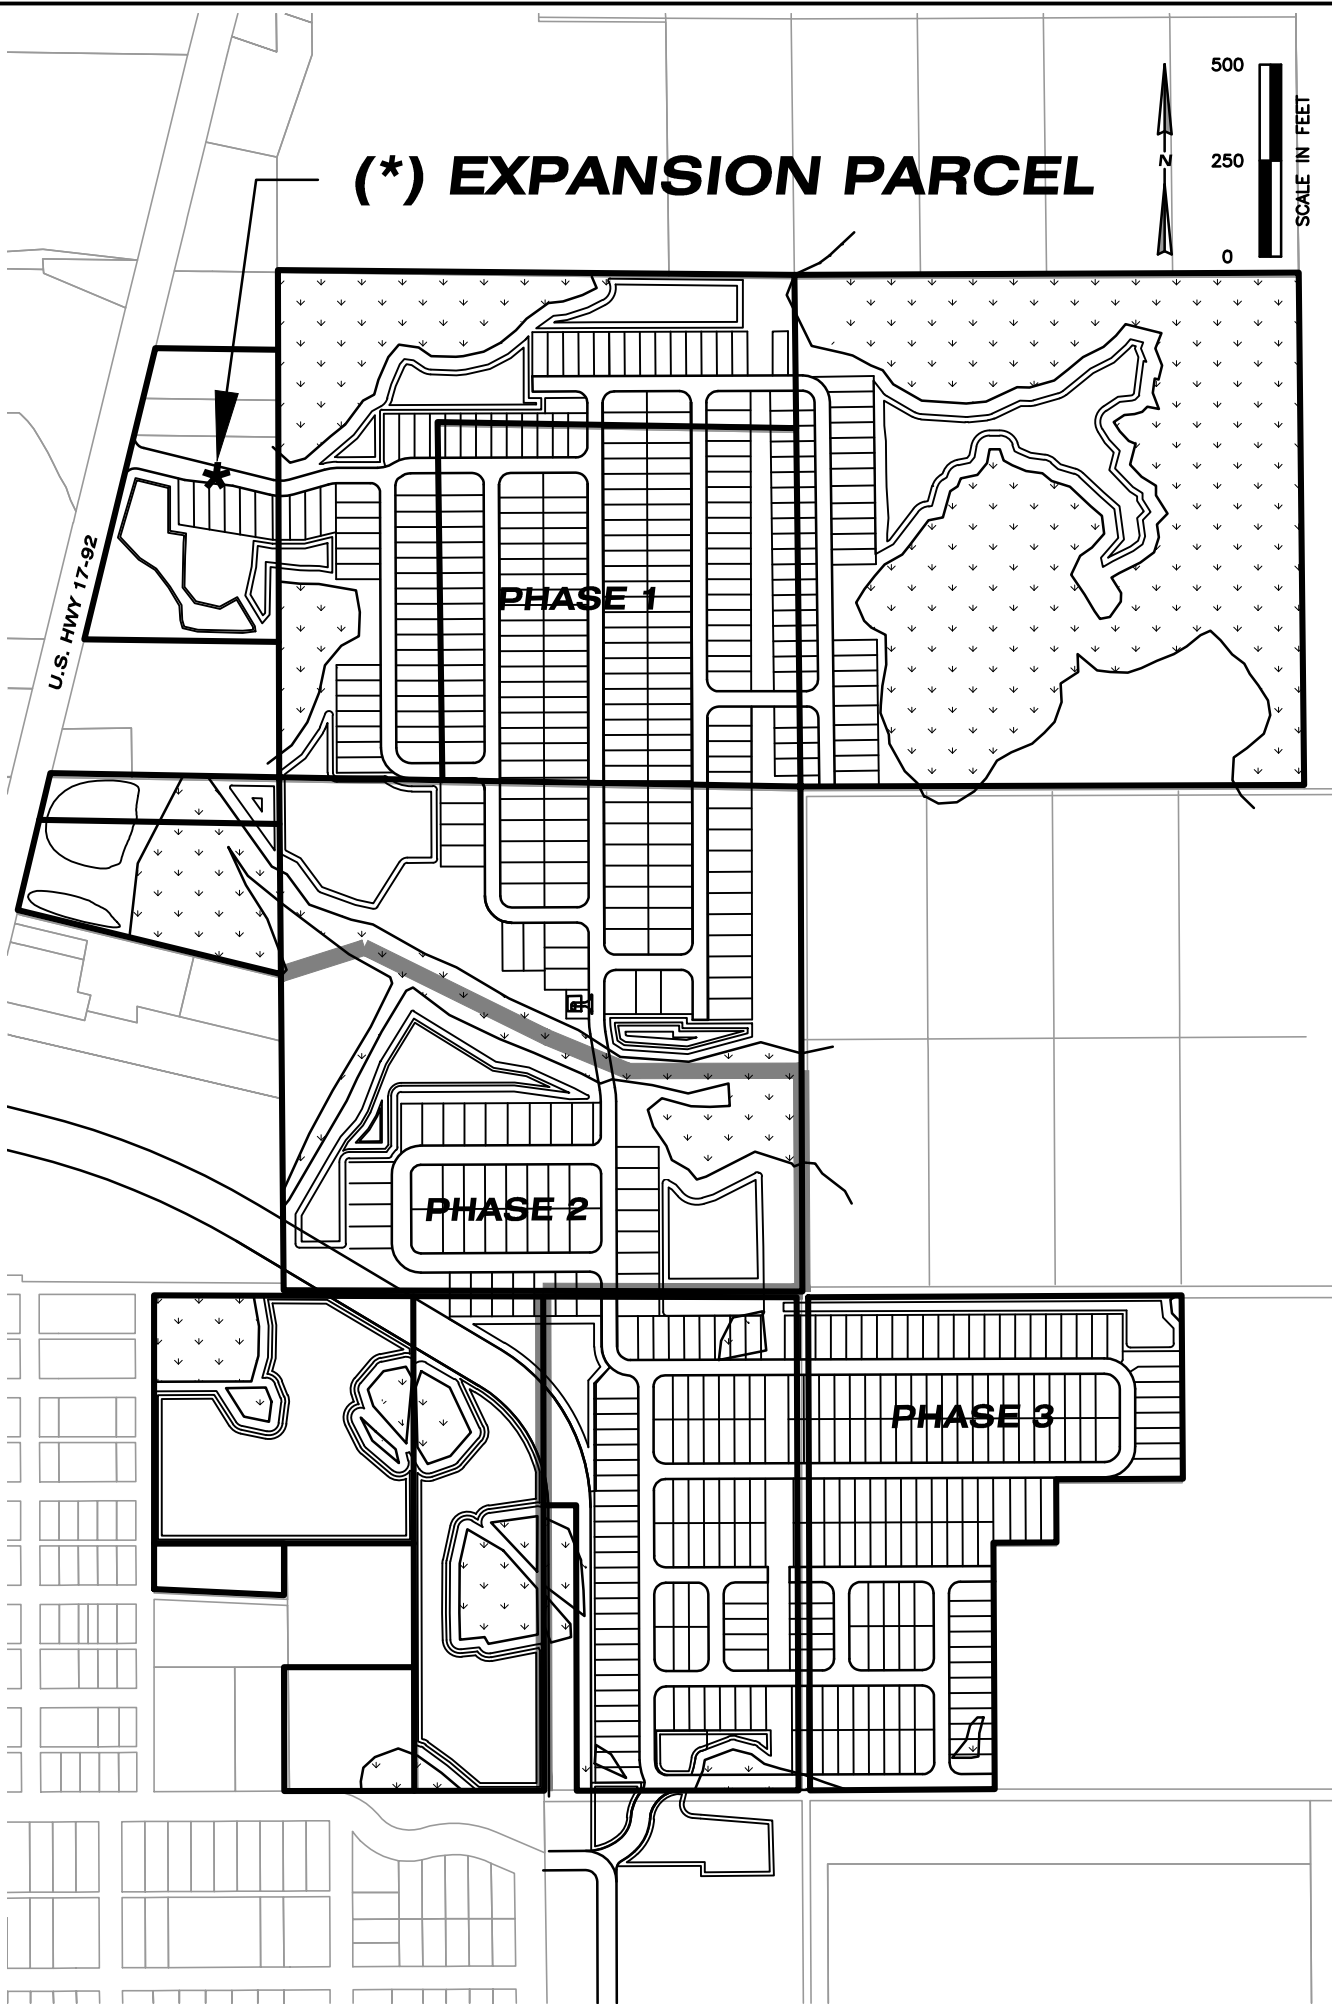 500
250
0
SCALE IN FEET
N
(*) EXPANSION PARCEL
*
U.S. HWY 17-92
PHASE 1
PHASE 2
PHASE 3